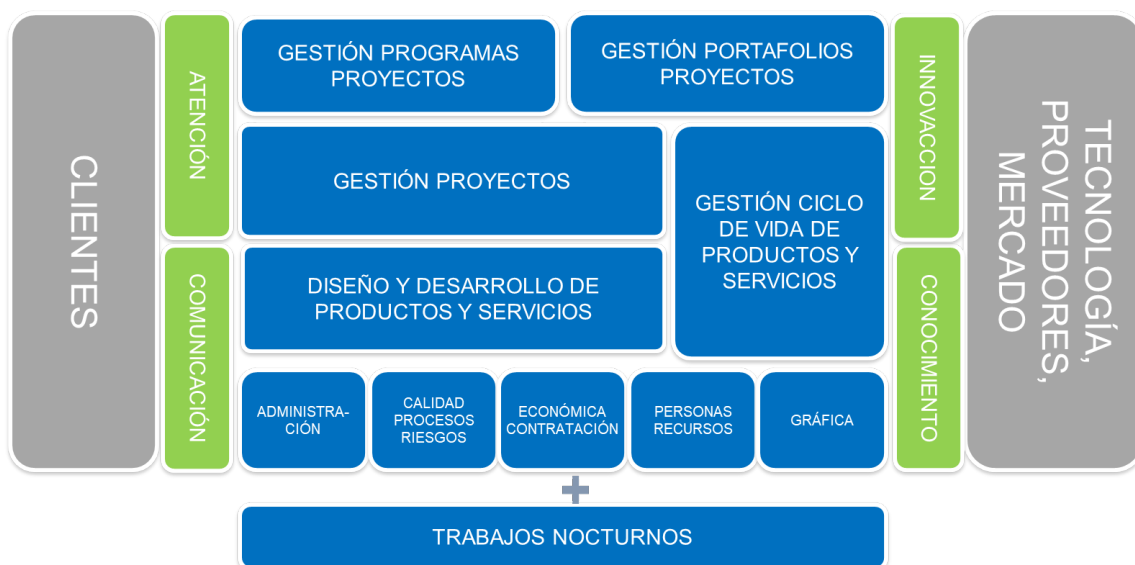 CLIENTES
ATENCIÓN
COMUNICACIÓN
GESTIÓN PROGRAMAS
PROYECTOS
GESTIÓN PORTAFOLIOS
PROYECTOS
GESTIÓN PROYECTOS
GESTIÓN CICLO
DE VIDA DE
PRODUCTOS Y
SERVICIOS
DISEÑO Y DESARROLLO DE
PRODUCTOS Y SERVICIOS
ADMINISTRA-
CIÓN
CALIDAD
PROCESOS
RIESGOS
ECONÓMICA
CONTRATACIÓN
PERSONAS
RECURSOS
GRÁFICA
+
TRABAJOS NOCTURNOS
INNOVACCION
CONOCIMIENTO
TECNOLOGÍA,
PROVEEDORES,
MERCADO